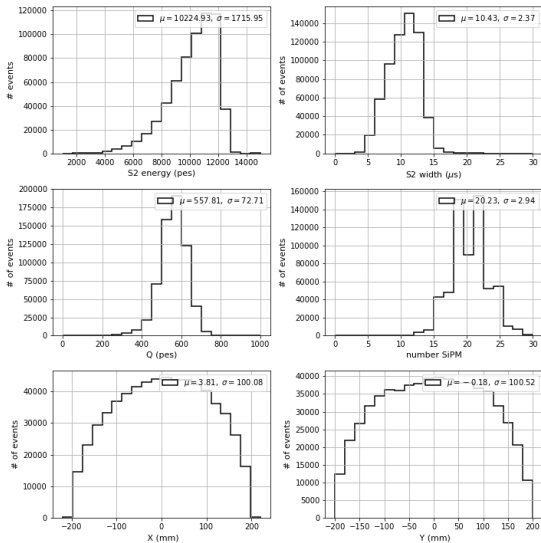 120000
100000
80000
60000
40000
20000
0
# of events
μ = 10224.93, σ = 1715.95
2000 4000 6000 8000 10000 12000 14000
S2 energy (pes)
140000
120000
100000
80000
60000
40000
20000
0
# of events
μ = 10.43, σ = 2.37
0 5 10 15 20 25 30
S2 width (μs)
200000
175000
150000
125000
100000
75000
50000
25000
0
# of events
μ = 557.81, σ = 72.71
0 200 400 600 800 1000
Q (pes)
160000
140000
120000
100000
80000
60000
40000
20000
0
# of events
μ = 20.23, σ = 2.94
0 5 10 15 20 25 30
number SiPM
40000
30000
20000
10000
0
# of events
μ = 3.81, σ = 100.08
−200 −100 0 100 200
X (mm)
40000
35000
30000
25000
20000
15000
10000
5000
0
# of events
μ = −0.18, σ = 100.52
−200 −150 −100 −50 0 50 100 150 200
Y (mm)